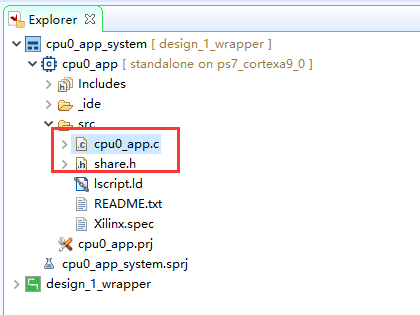 Explorer
cpu0_app_system [ design_1_wrapper ]
cpu0_app [ standalone on ps7_cortexa9_0 ]
Includes
_ide
src
cpu0_app.c
share.h
lscript.ld
README.txt
Xilinx.spec
cpu0_app.prj
cpu0_app_system.sprj
design_1_wrapper